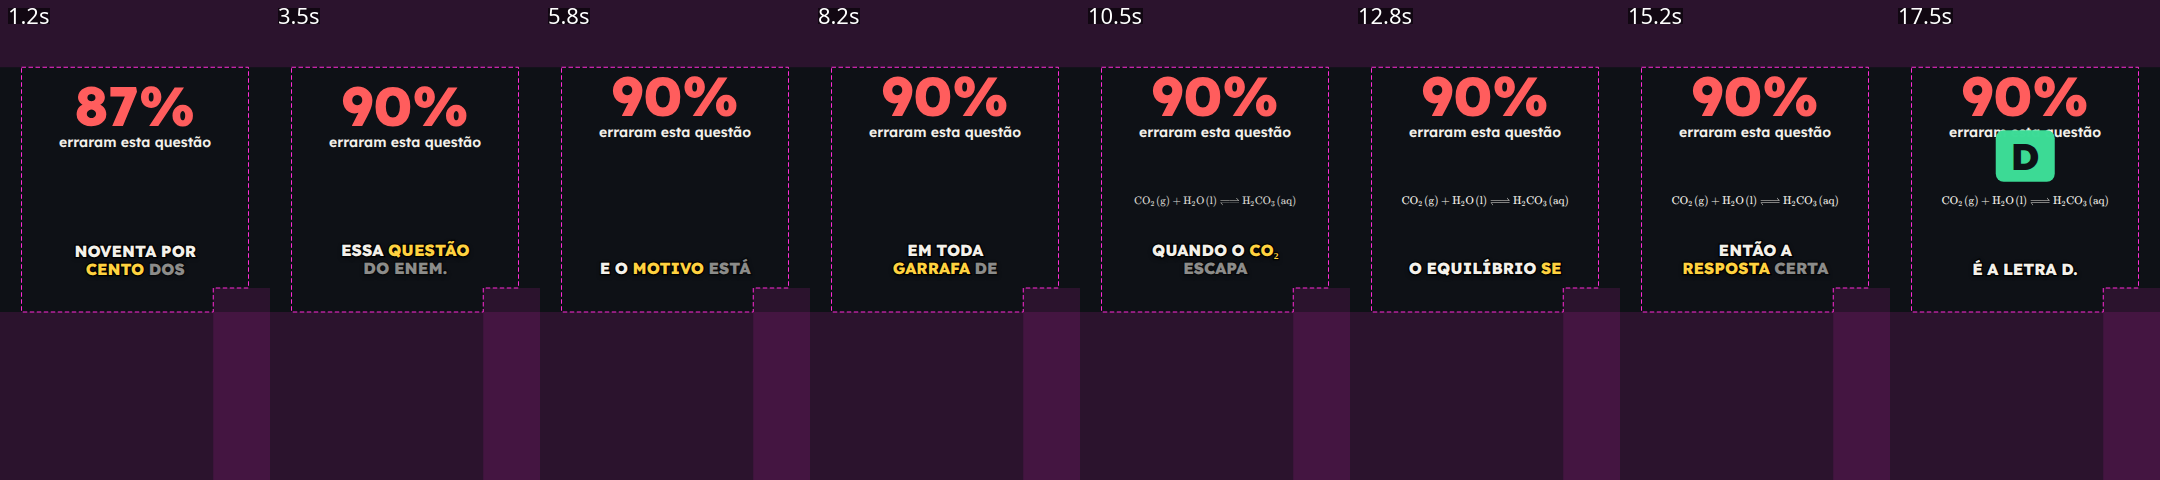 1.2s
87%
erraram esta questão
NOVENTA POR
CENTO DOS
3.5s
90%
erraram esta questão
ESSA QUESTÃO
DO ENEM.
5.8s
90%
erraram esta questão
E O MOTIVO ESTÁ
8.2s
90%
erraram esta questão
EM TODA
GARRAFA DE
10.5s
90%
erraram esta questão
CO₂ (g) + H₂O (l) ⇌ H₂CO₃ (aq)
QUANDO O CO₂
ESCAPA
12.8s
90%
erraram esta questão
CO₂ (g) + H₂O (l) ⇌ H₂CO₃ (aq)
O EQUILÍBRIO SE
15.2s
90%
erraram esta questão
CO₂ (g) + H₂O (l) ⇌ H₂CO₃ (aq)
ENTÃO A
RESPOSTA CERTA
17.5s
90%
erraram esta questão
D
CO₂ (g) + H₂O (l) ⇌ H₂CO₃ (aq)
É A LETRA D.